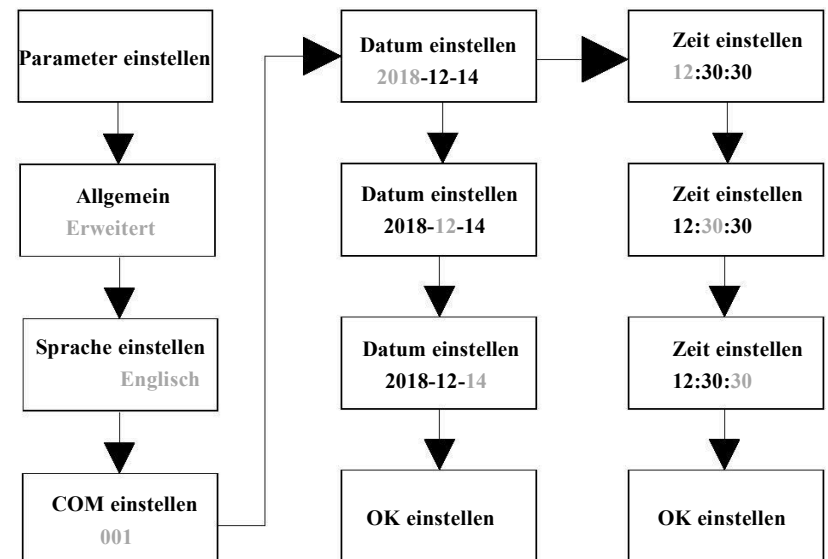 Parameter einstellen
Allgemein
Erweitert
Sprache einstellen
Englisch
COM einstellen
001
Datum einstellen
2018-12-14
Datum einstellen
2018-12-14
Datum einstellen
2018-12-14
OK einstellen
Zeit einstellen
12:30:30
Zeit einstellen
12:30:30
Zeit einstellen
12:30:30
OK einstellen